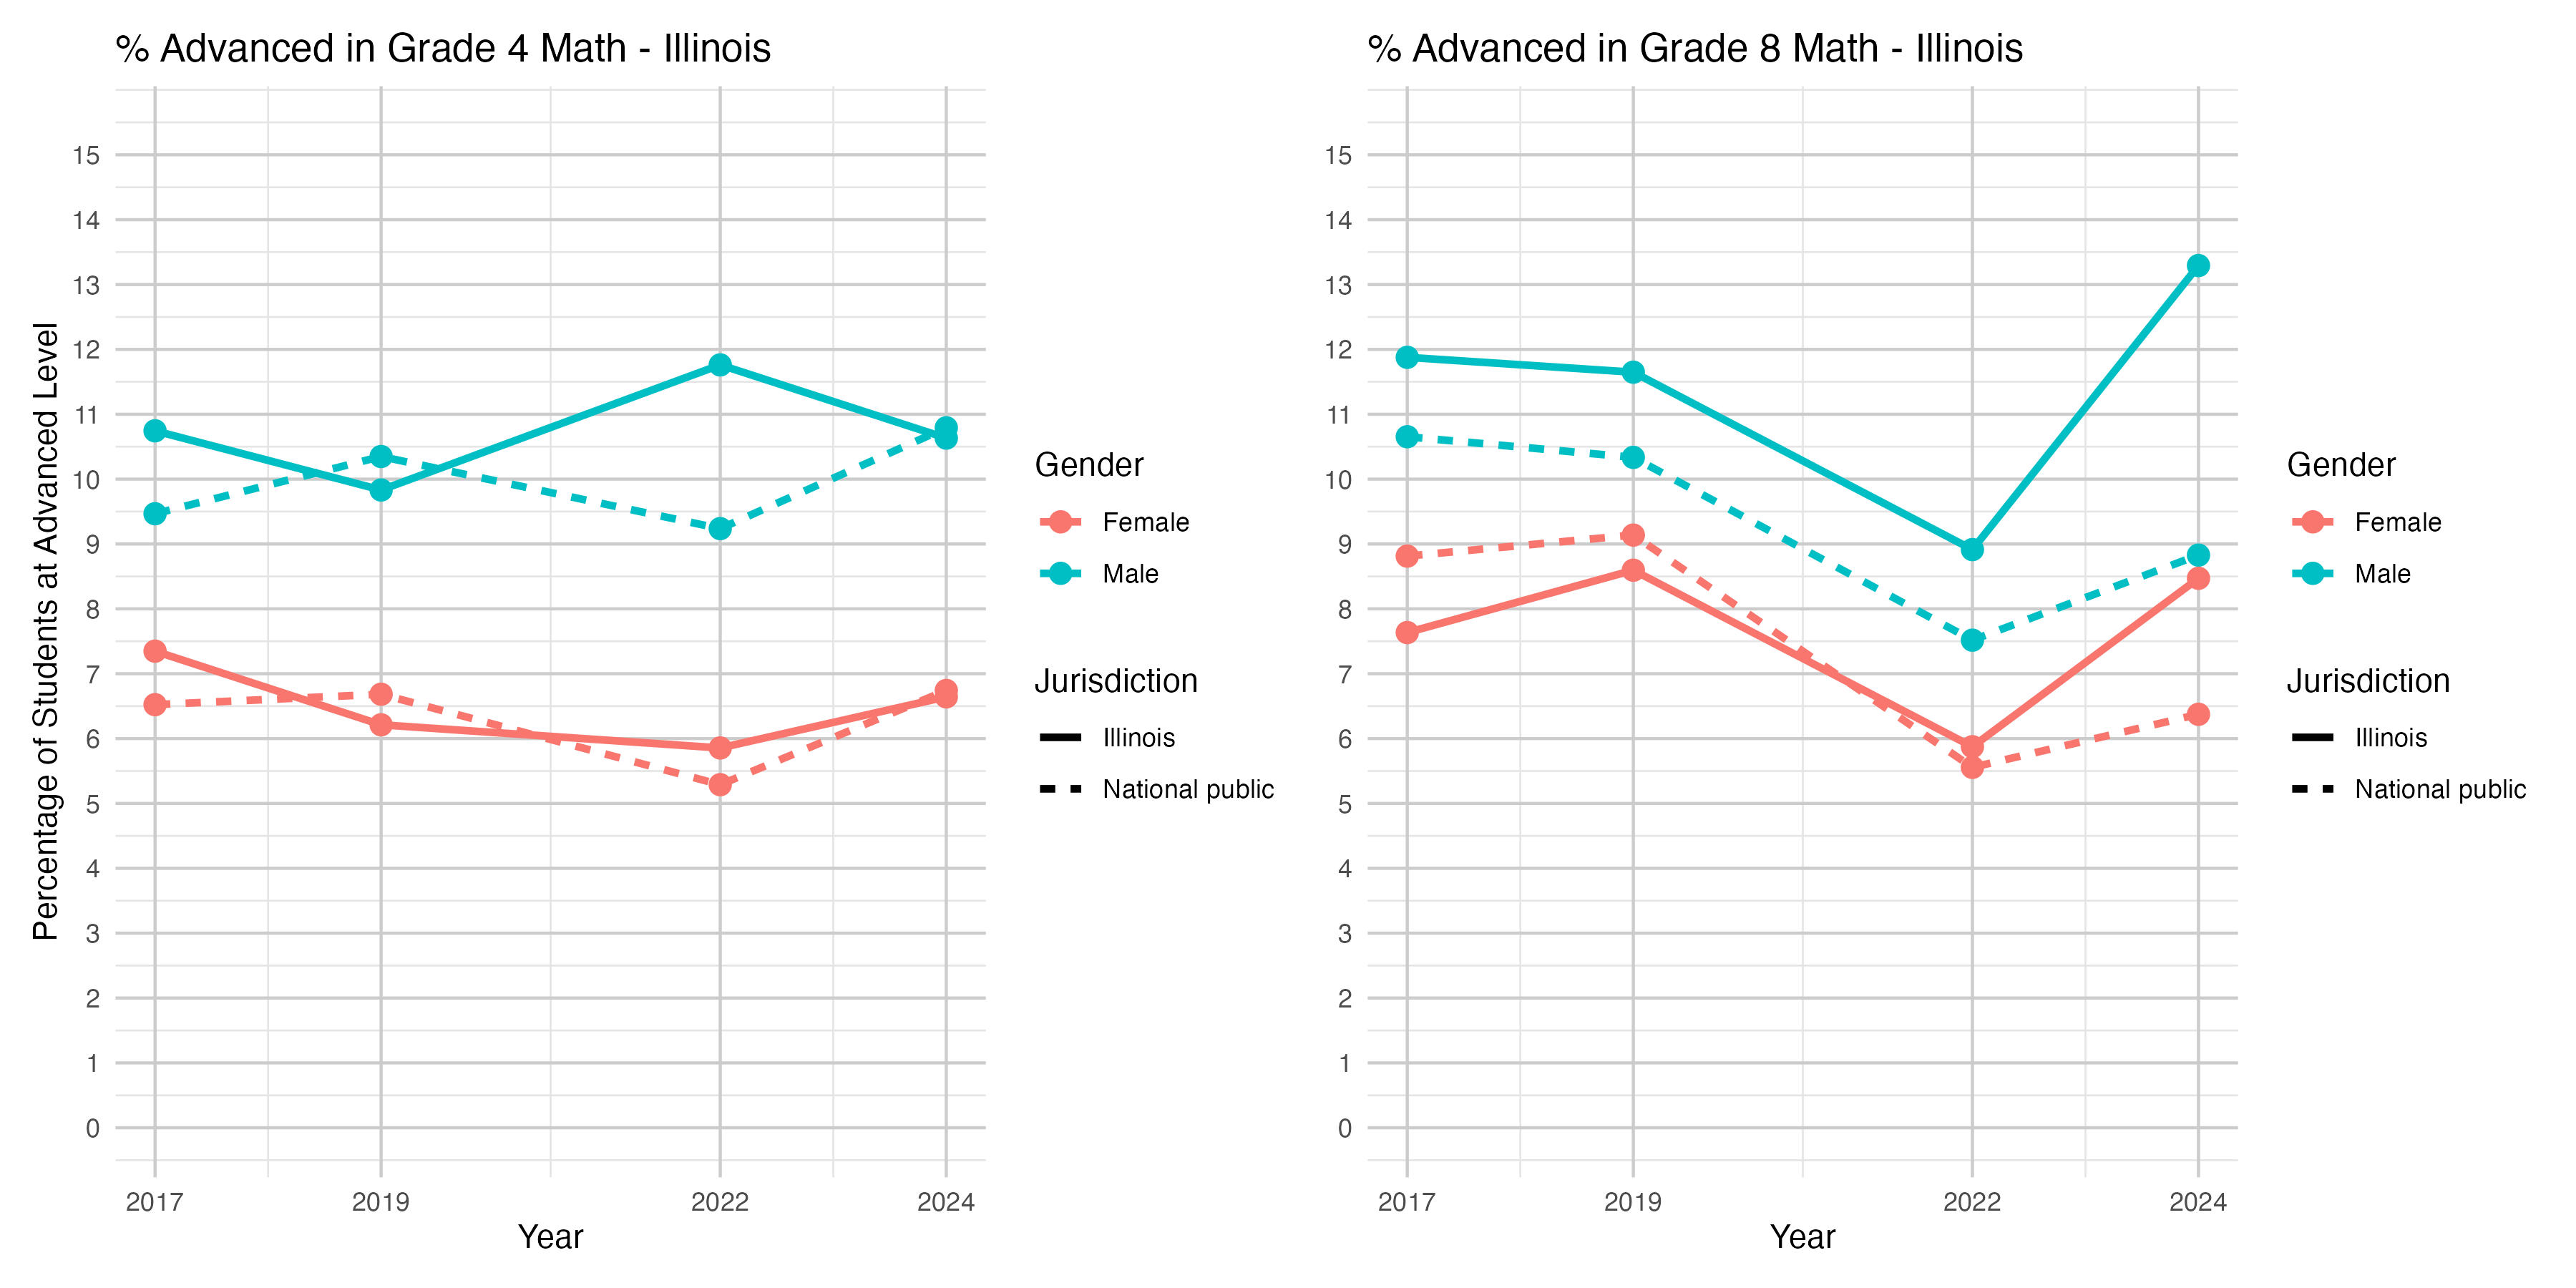 % Advanced in Grade 4 Math - Illinois
Percentage of Students at Advanced Level
15
14
13
12
11
10
9
8
7
6
5
4
3
2
1
0
2017 2019 2022 2024
Year
Gender
Female
Male
Jurisdiction
Illinois
National public
% Advanced in Grade 8 Math - Illinois
15
14
13
12
11
10
9
8
7
6
5
4
3
2
1
0
2017 2019 2022 2024
Year
Gender
Female
Male
Jurisdiction
Illinois
National public